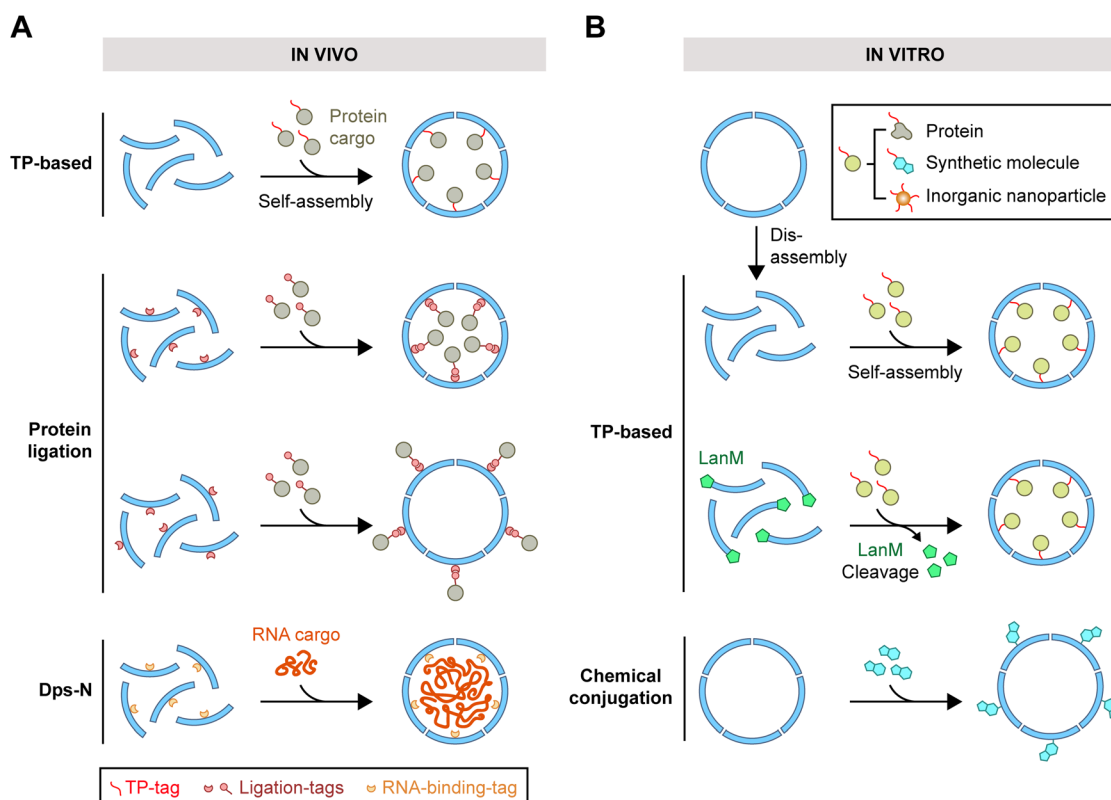 A
IN VIVO
TP-based
Protein
cargo
Self-assembly
Protein
ligation
Dps-N
RNA cargo
TP-tag
Ligation-tags
RNA-binding-tag
B
IN VITRO
Protein
Synthetic molecule
Inorganic nanoparticle
Dis-
assembly
Self-assembly
TP-based
LanM
LanM
Cleavage
Chemical
conjugation